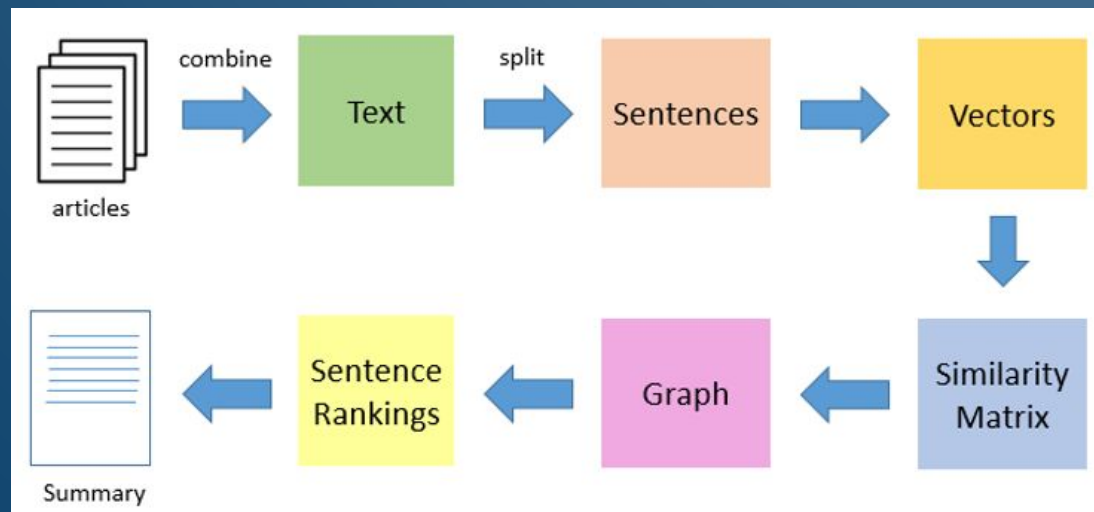 combine
split
Text
Sentences
Vectors
articles
Similarity
Matrix
Graph
Sentence
Rankings
Summary